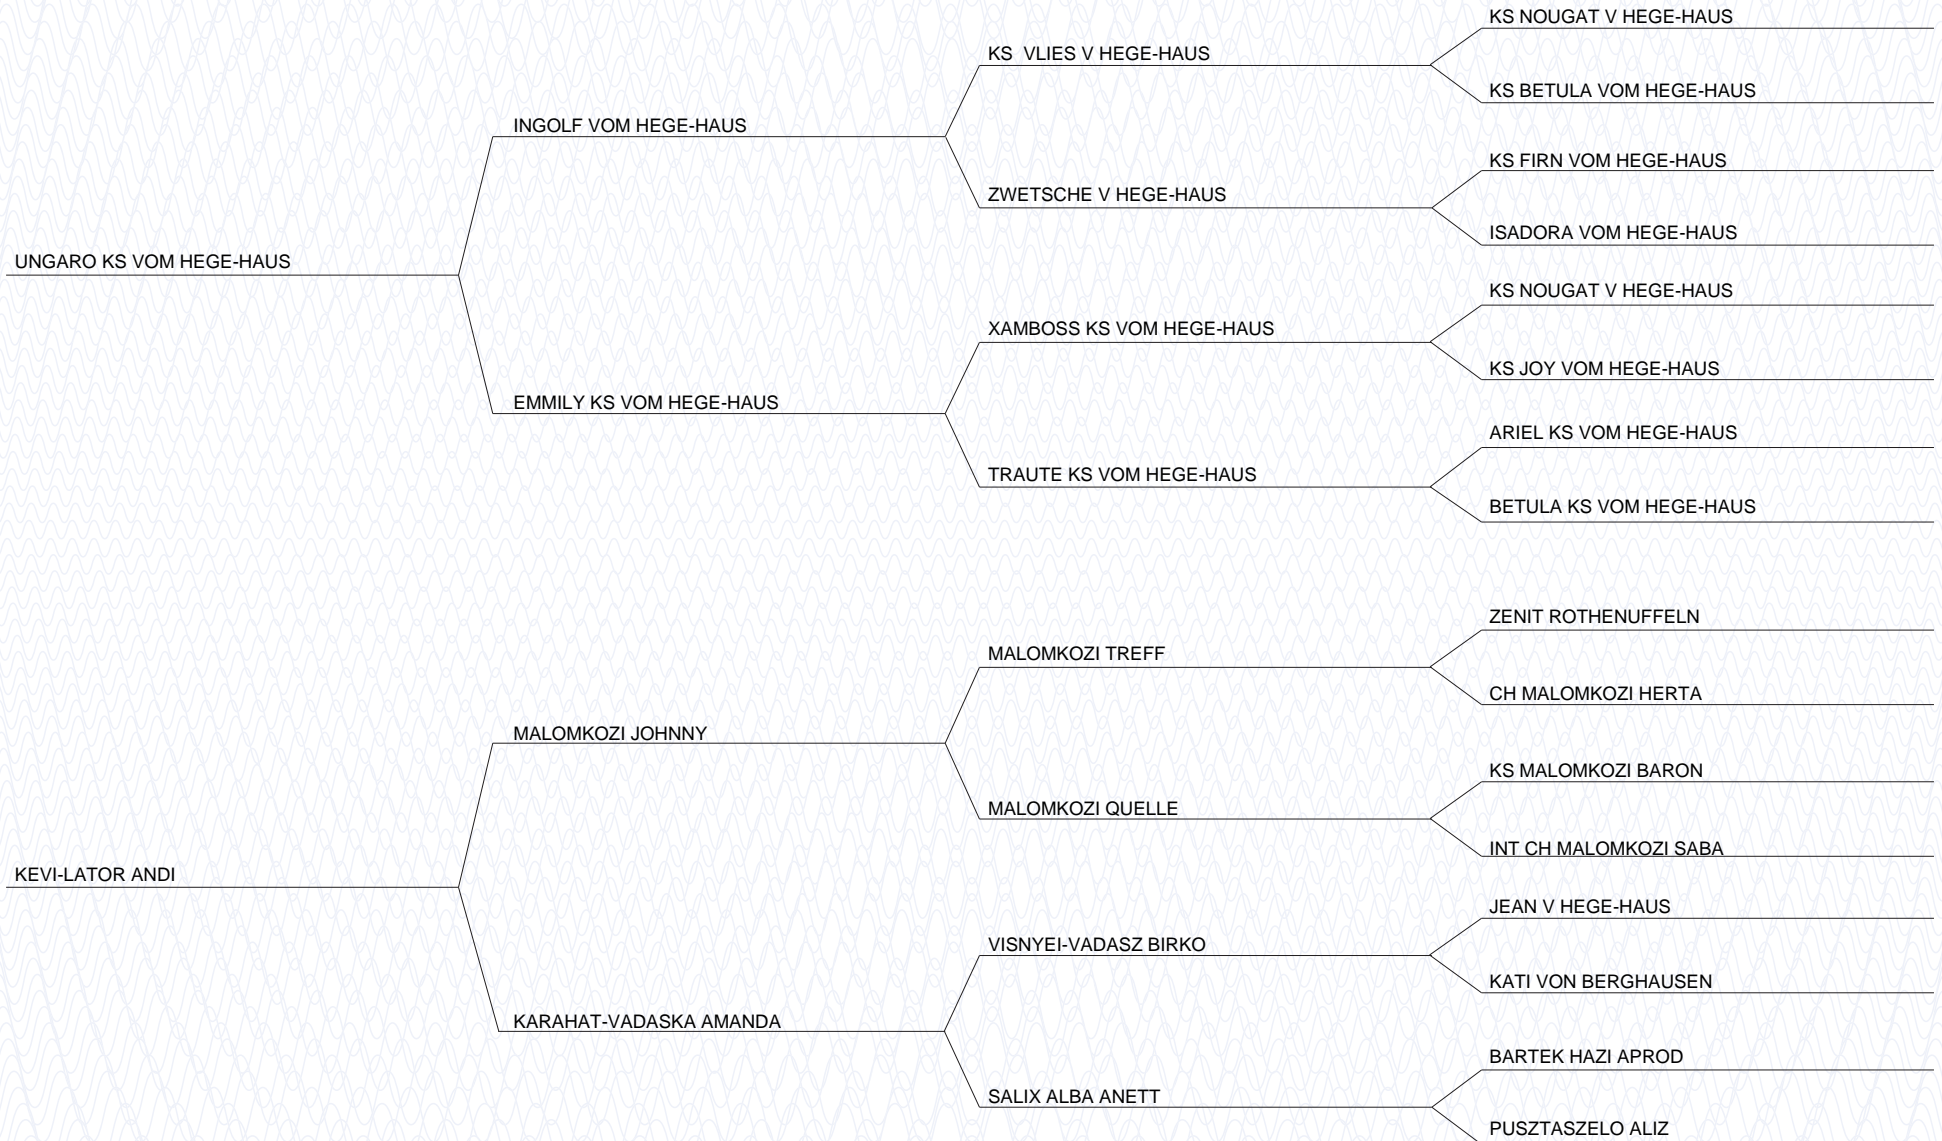 KS NOUGAT V HEGE-HAUS
KS  VLIES V HEGE-HAUS
KS BETULA VOM HEGE-HAUS
INGOLF VOM HEGE-HAUS
KS FIRN VOM HEGE-HAUS
ZWETSCHE V HEGE-HAUS
ISADORA VOM HEGE-HAUS
UNGARO KS VOM HEGE-HAUS
KS NOUGAT V HEGE-HAUS
XAMBOSS KS VOM HEGE-HAUS
KS JOY VOM HEGE-HAUS
EMMILY KS VOM HEGE-HAUS
ARIEL KS VOM HEGE-HAUS
TRAUTE KS VOM HEGE-HAUS
BETULA KS VOM HEGE-HAUS
ZENIT ROTHENUFFELN
MALOMKOZI TREFF
CH MALOMKOZI HERTA
MALOMKOZI JOHNNY
KS MALOMKOZI BARON
MALOMKOZI QUELLE
INT CH MALOMKOZI SABA
KEVI-LATOR ANDI
JEAN V HEGE-HAUS
VISNYEI-VADASZ BIRKO
KATI VON BERGHAUSEN
KARAHAT-VADASKA AMANDA
BARTEK HAZI APROD
SALIX ALBA ANETT
PUSZTASZELO ALIZ